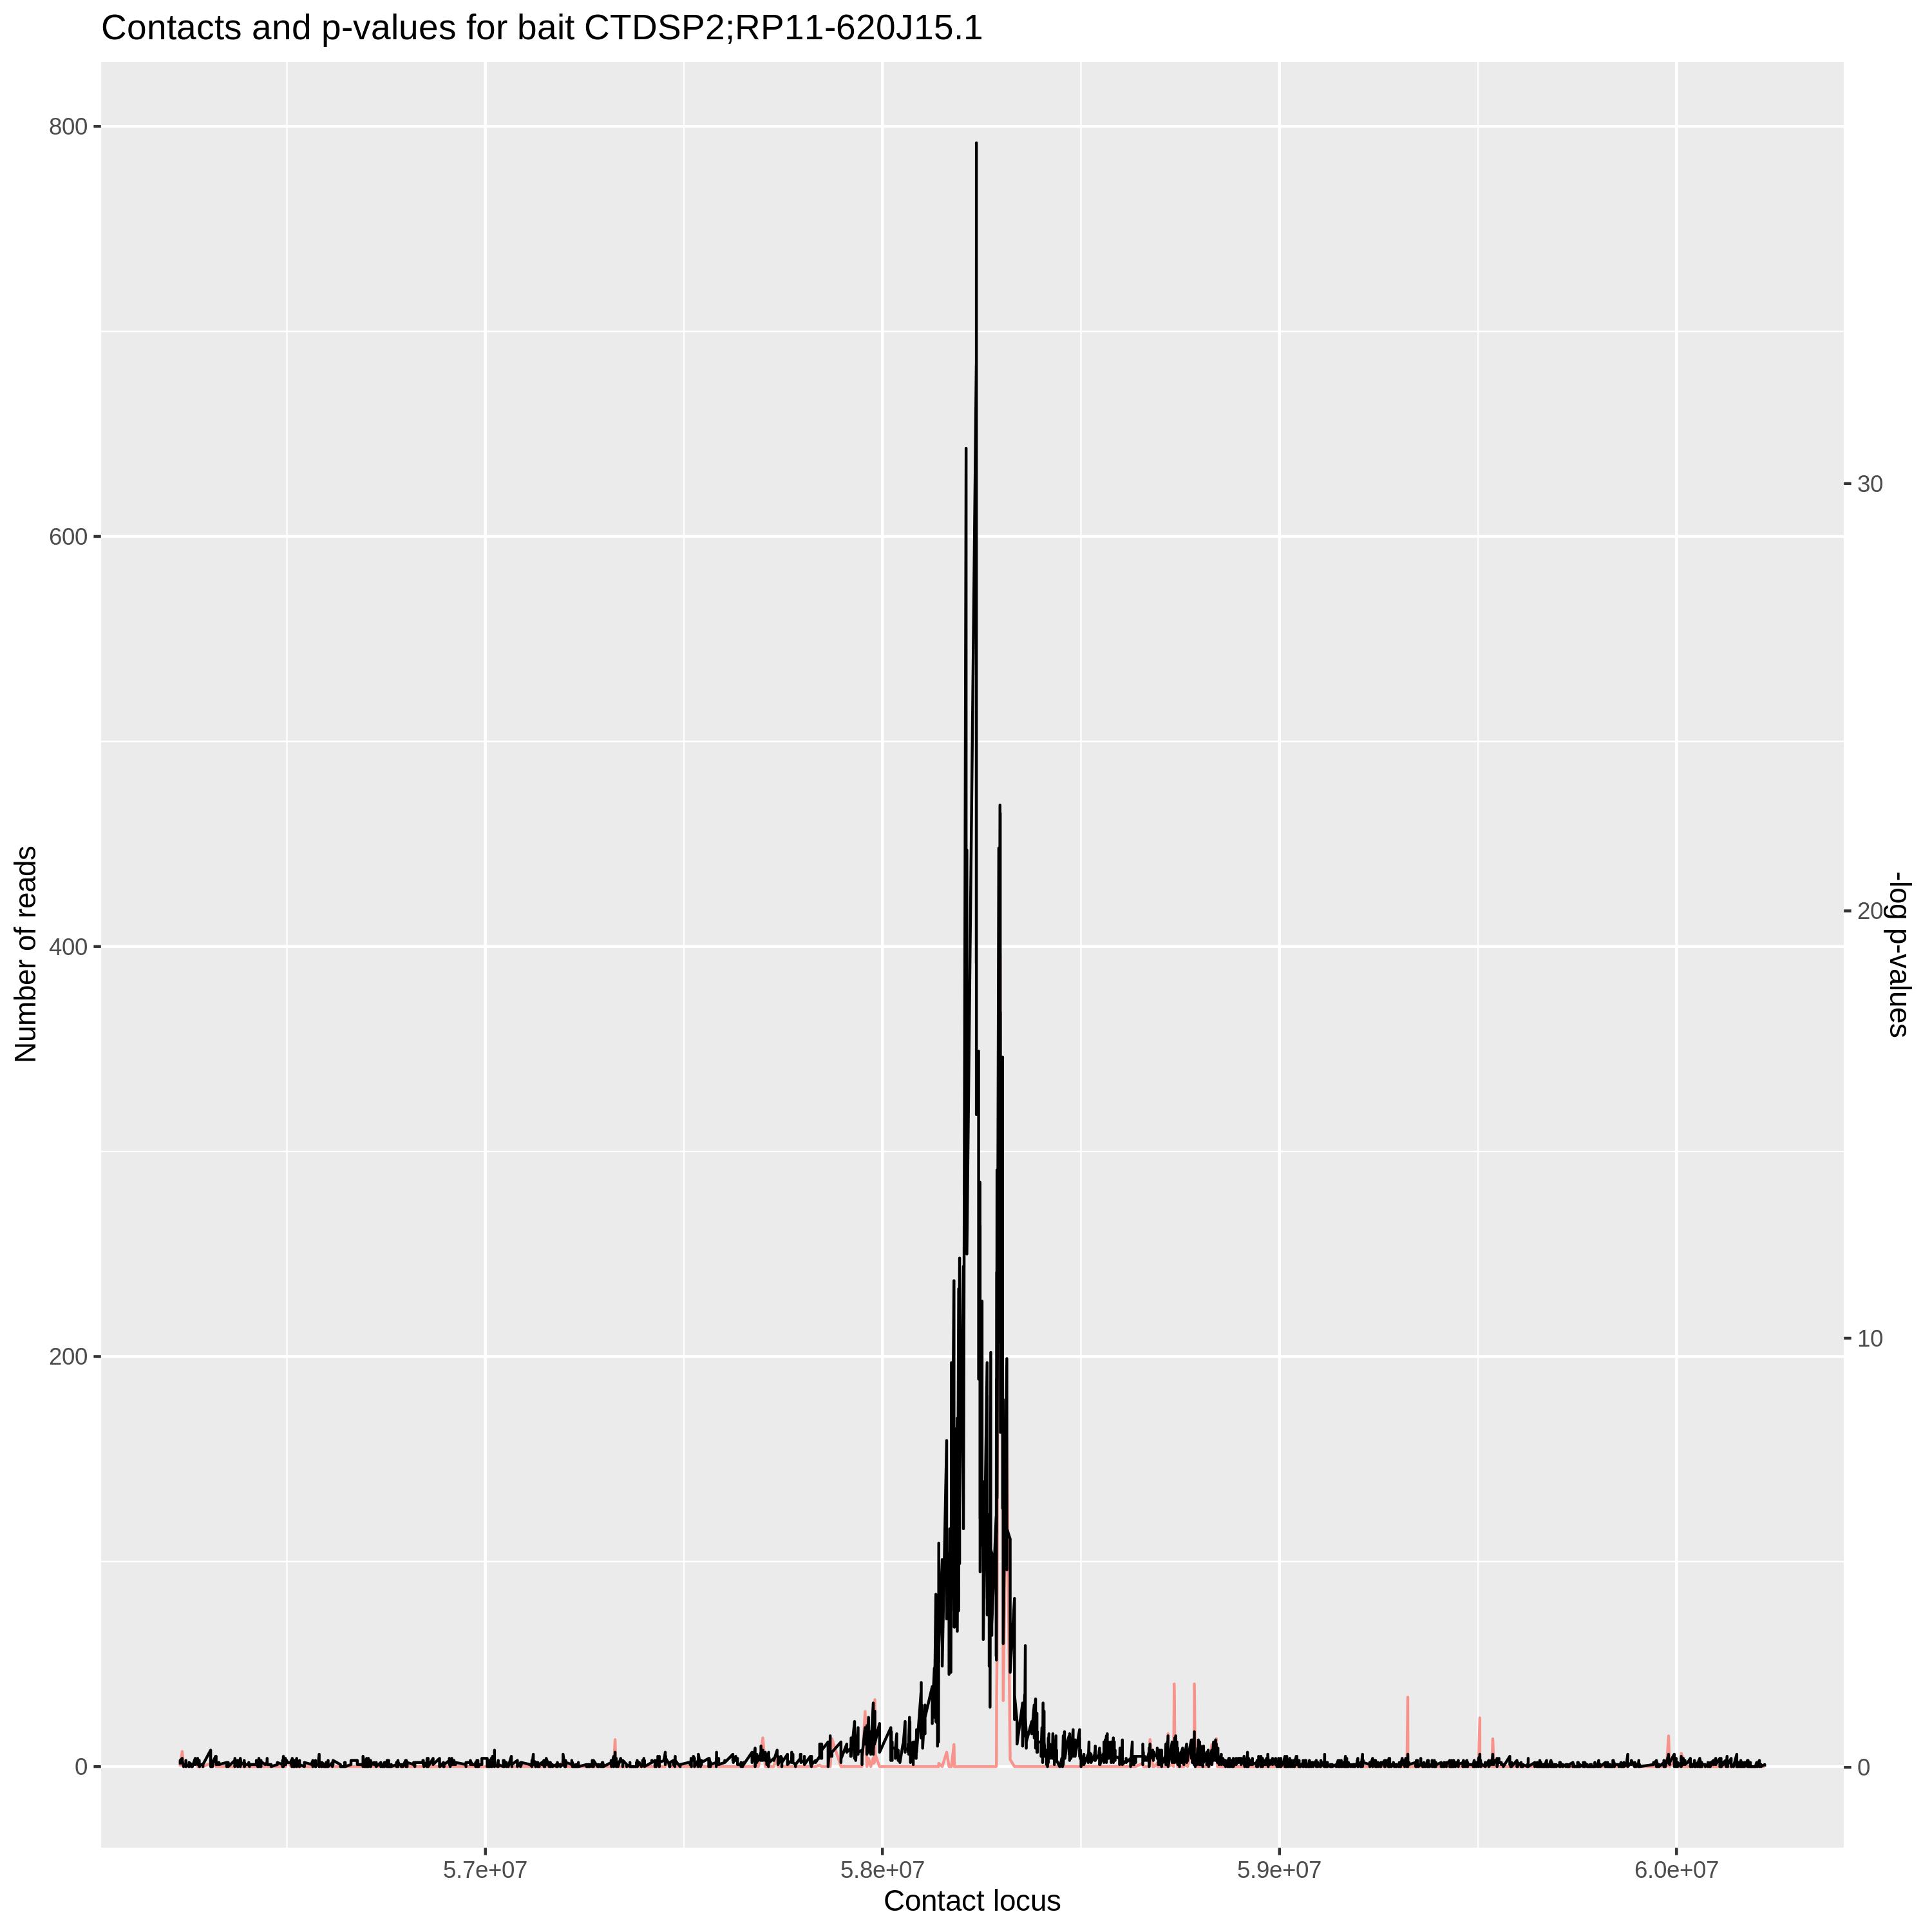 Contacts and p-values for bait CTDSP2;RP11-620J15.1
800
600
400
200
0
Number of reads
30
20
10
0
-log p-values
5.7e+07
5.8e+07
5.9e+07
6.0e+07
Contact locus